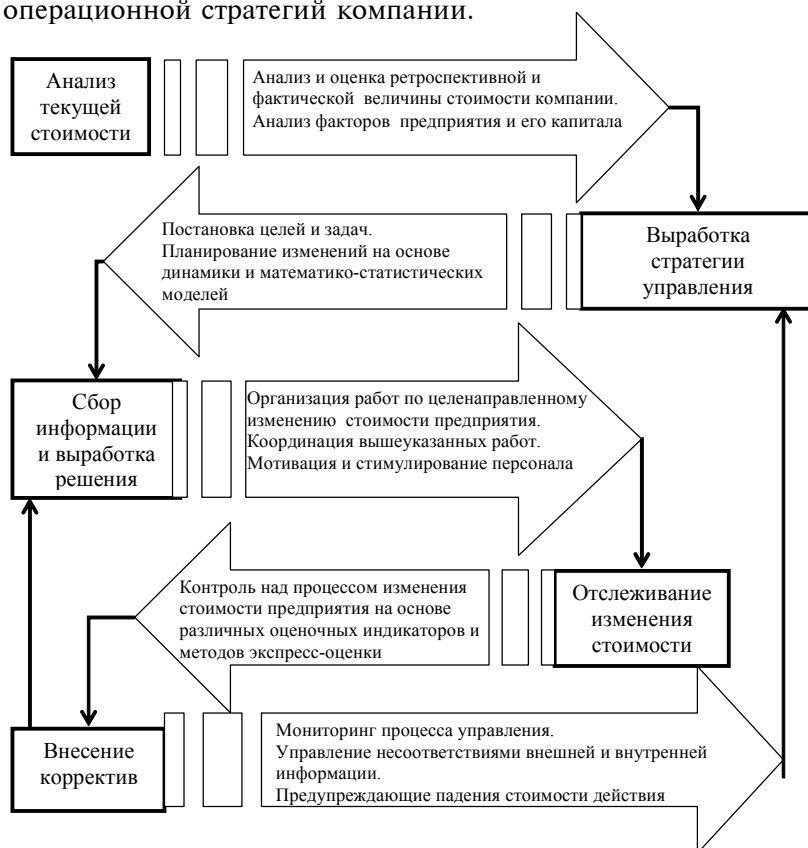 операционной стратегий компании.
Анализ
текущей
стоимости
Анализ и оценка ретроспективной и
фактической величины стоимости компании.
Анализ факторов предприятия и его капитала
Постановка целей и задач.
Планирование изменений на основе
динамики и математико-статистических
моделей
Выработка
стратегии
управления
Сбор
информации
и выработка
решения
Организация работ по целенаправленному
изменению стоимости предприятия.
Координация вышеуказанных работ.
Мотивация и стимулирование персонала
Контроль над процессом изменения
стоимости предприятия на основе
различных оценочных индикаторов и
методов экспресс-оценки
Отслеживание
изменения
стоимости
Внесение
корректив
Мониторинг процесса управления.
Управление несоответствиями внешней и внутренней
информации.
Предупреждающие падения стоимости действия